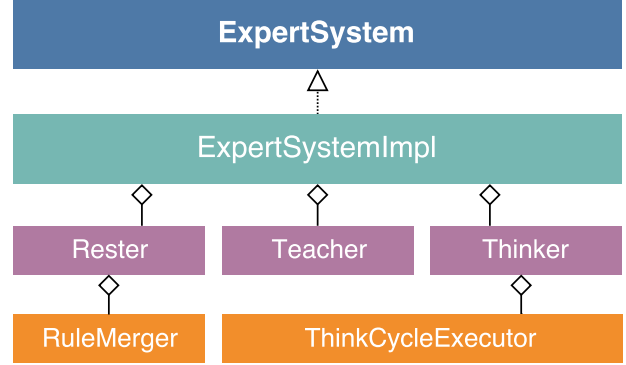 ExpertSystem
ExpertSystemImpl
Rester
Teacher
Thinker
RuleMerger
ThinkCycleExecutor